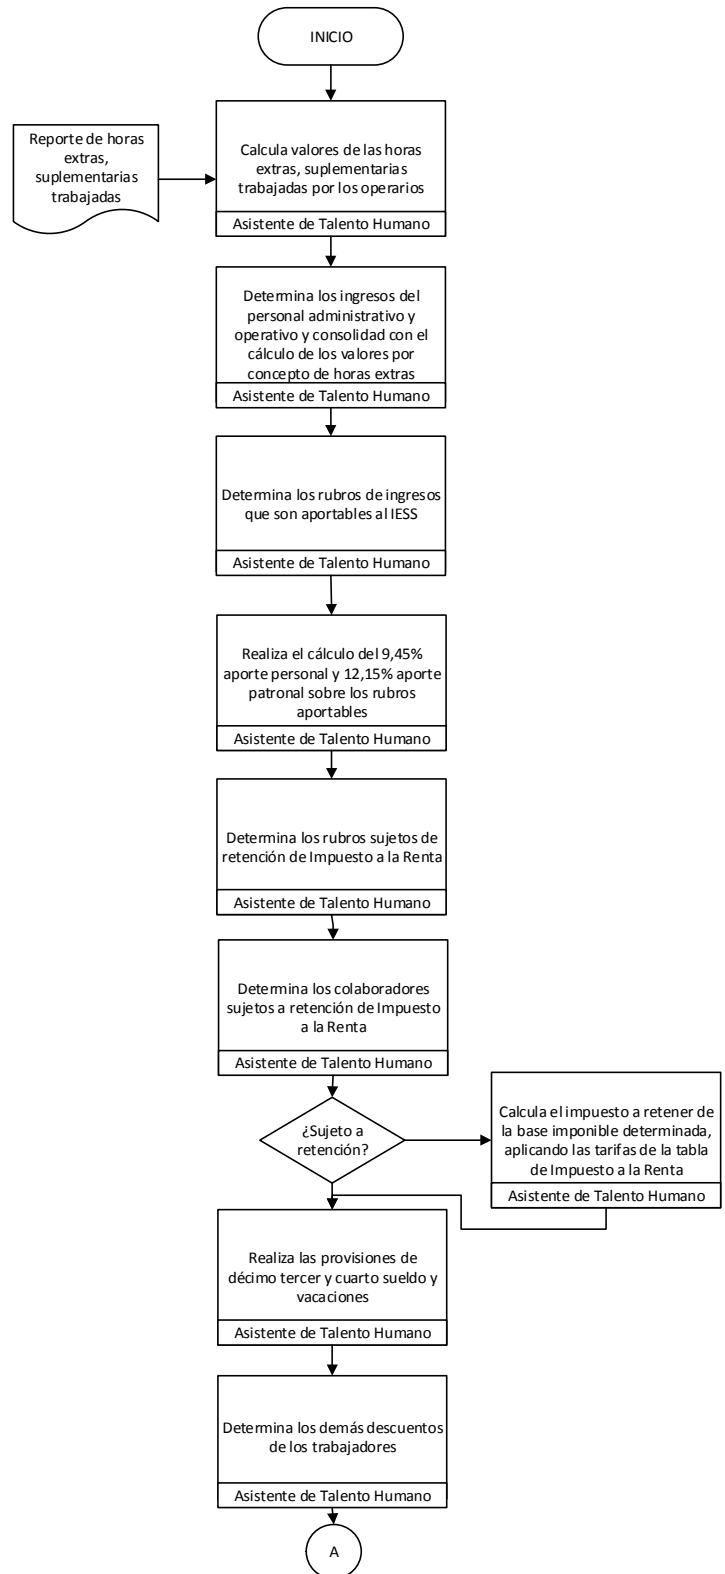 INICIO
Reporte de horas
extras,
suplementarias
trabajadas
Calcula valores de las horas
extras, suplementarias
trabajadas por los operarios
Asistente de Talento Humano
Determina los ingresos del
personal administrativo y
operativo y consolidad con el
cálculo de los valores por
concepto de horas extras
Asistente de Talento Humano
Determina los rubros de ingresos
que son aportables al IESS
Asistente de Talento Humano
Realiza el cálculo del 9,45%
aporte personal y 12,15% aporte
patronal sobre los rubros
aportables
Asistente de Talento Humano
Determina los rubros sujetos de
retención de Impuesto a la Renta
Asistente de Talento Humano
Determina los colaboradores
sujetos a retención de Impuesto
a la Renta
Asistente de Talento Humano
¿Sujeto a
retención?
Calcula el impuesto a retener de
la base imponible determinada,
aplicando las tarifas de la tabla
de Impuesto a la Renta
Asistente de Talento Humano
Realiza las provisiones de
décimo tercer y cuarto sueldo y
vacaciones
Asistente de Talento Humano
Determina los demás descuentos
de los trabajadores
Asistente de Talento Humano
A